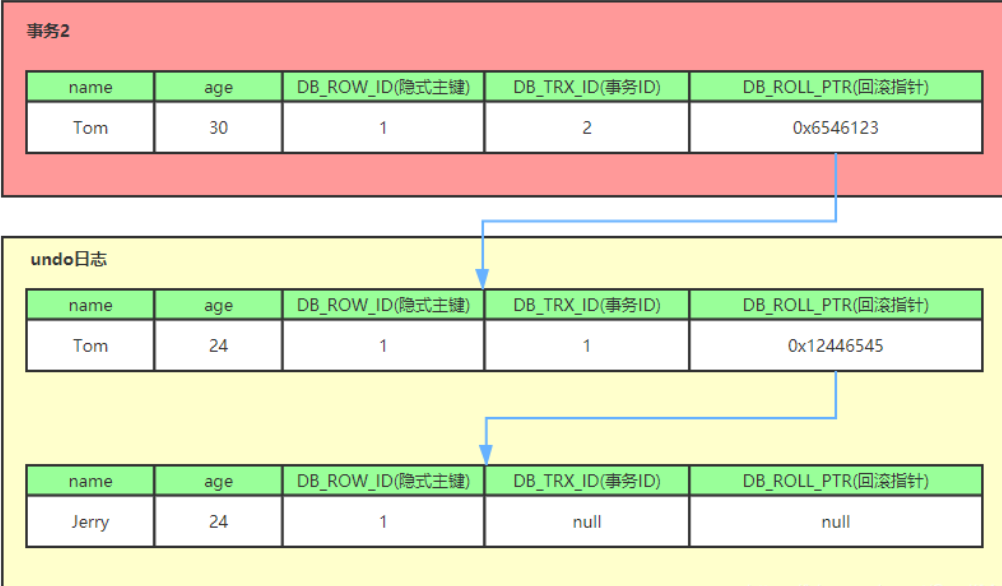 事务2
name age DB_ROW_ID(隐式主键) DB_TRX_ID(事务ID) DB_ROLL_PTR(回滚指针)
Tom 30 1 2 0x6546123
undo日志
name age DB_ROW_ID(隐式主键) DB_TRX_ID(事务ID) DB_ROLL_PTR(回滚指针)
Tom 24 1 1 0x12446545
name age DB_ROW_ID(隐式主键) DB_TRX_ID(事务ID) DB_ROLL_PTR(回滚指针)
Jerry 24 1 null null